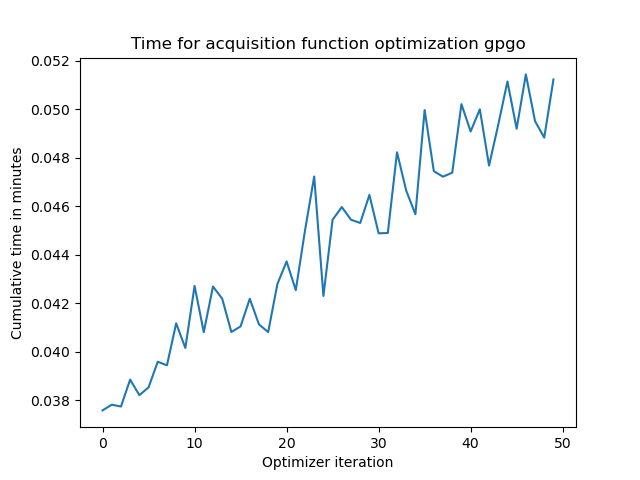 Time for acquisition function optimization gpgo
0.052
0.050
0.048
0.046
0.044
0.042
0.040
0.038
Cumulative time in minutes
0 10 20 30 40 50
Optimizer iteration